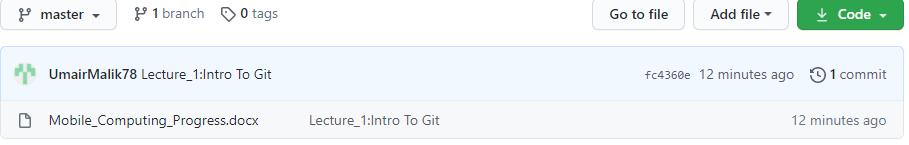 master 1 branch 0 tags Go to file Add file Code
UmairMalik78 Lecture_1:Intro To Git fc4360e 12 minutes ago 1 commit
Mobile_Computing_Progress.docx Lecture_1:Intro To Git 12 minutes ago